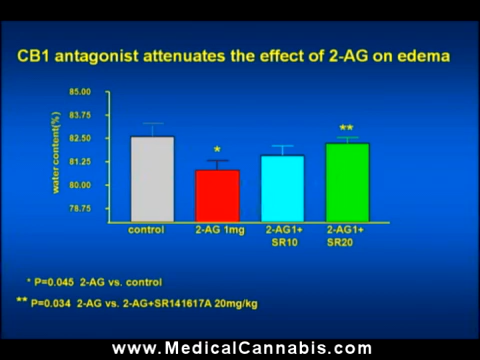 CB1 antagonist attenuates the effect of 2-AG on edema
85.00
83.75
82.50
81.25
80.00
78.75
water content(%)
*
**
control
2-AG 1mg
2-AG1+
SR10
2-AG1+
SR20
* P=0.045 2-AG vs. control
** P=0.034 2-AG vs. 2-AG+SR141617A 20mg/kg
www.MedicalCannabis.com